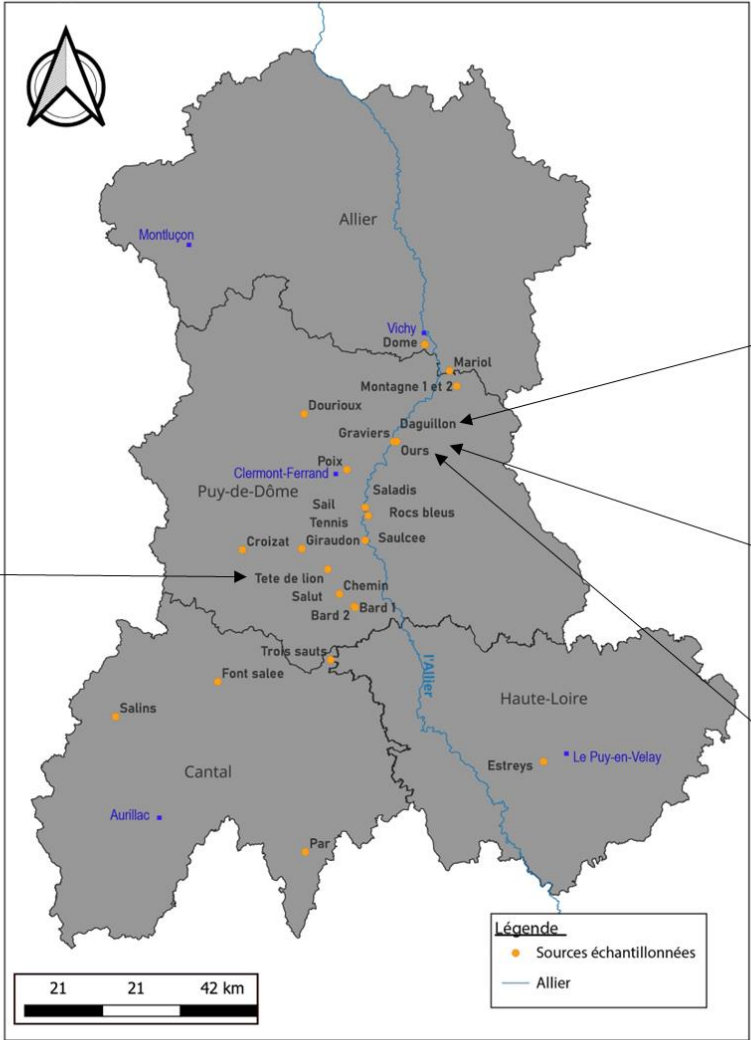 Allier
Montluçon
Vichy
Dome
Mariol
Montagne 1 et 2
Dourioux
Daguillon
Graviers
Ours
Poix
Clermont-Ferrand
Puy-de-Dôme
Saladis
Sail
Rocs bleus
Tennis
Croizat
Giraudon
Saulcee
Tete de lion
Chemin
Salut
Bard 1
Bard 2
Trois sauts
Font salee
l'Allier
Haute-Loire
Salins
Le Puy-en-Velay
Estreys
Cantal
Aurillac
Par
Légende
Sources échantillonnées
Allier
21 21 42 km